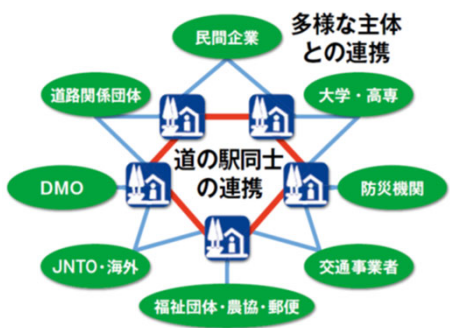 多様な主体
との連携
民間企業
道路関係団体
大学・高専
道の駅同士
の連携
DMO
防災機関
JNTO・海外
交通事業者
福祉団体・農協・郵便